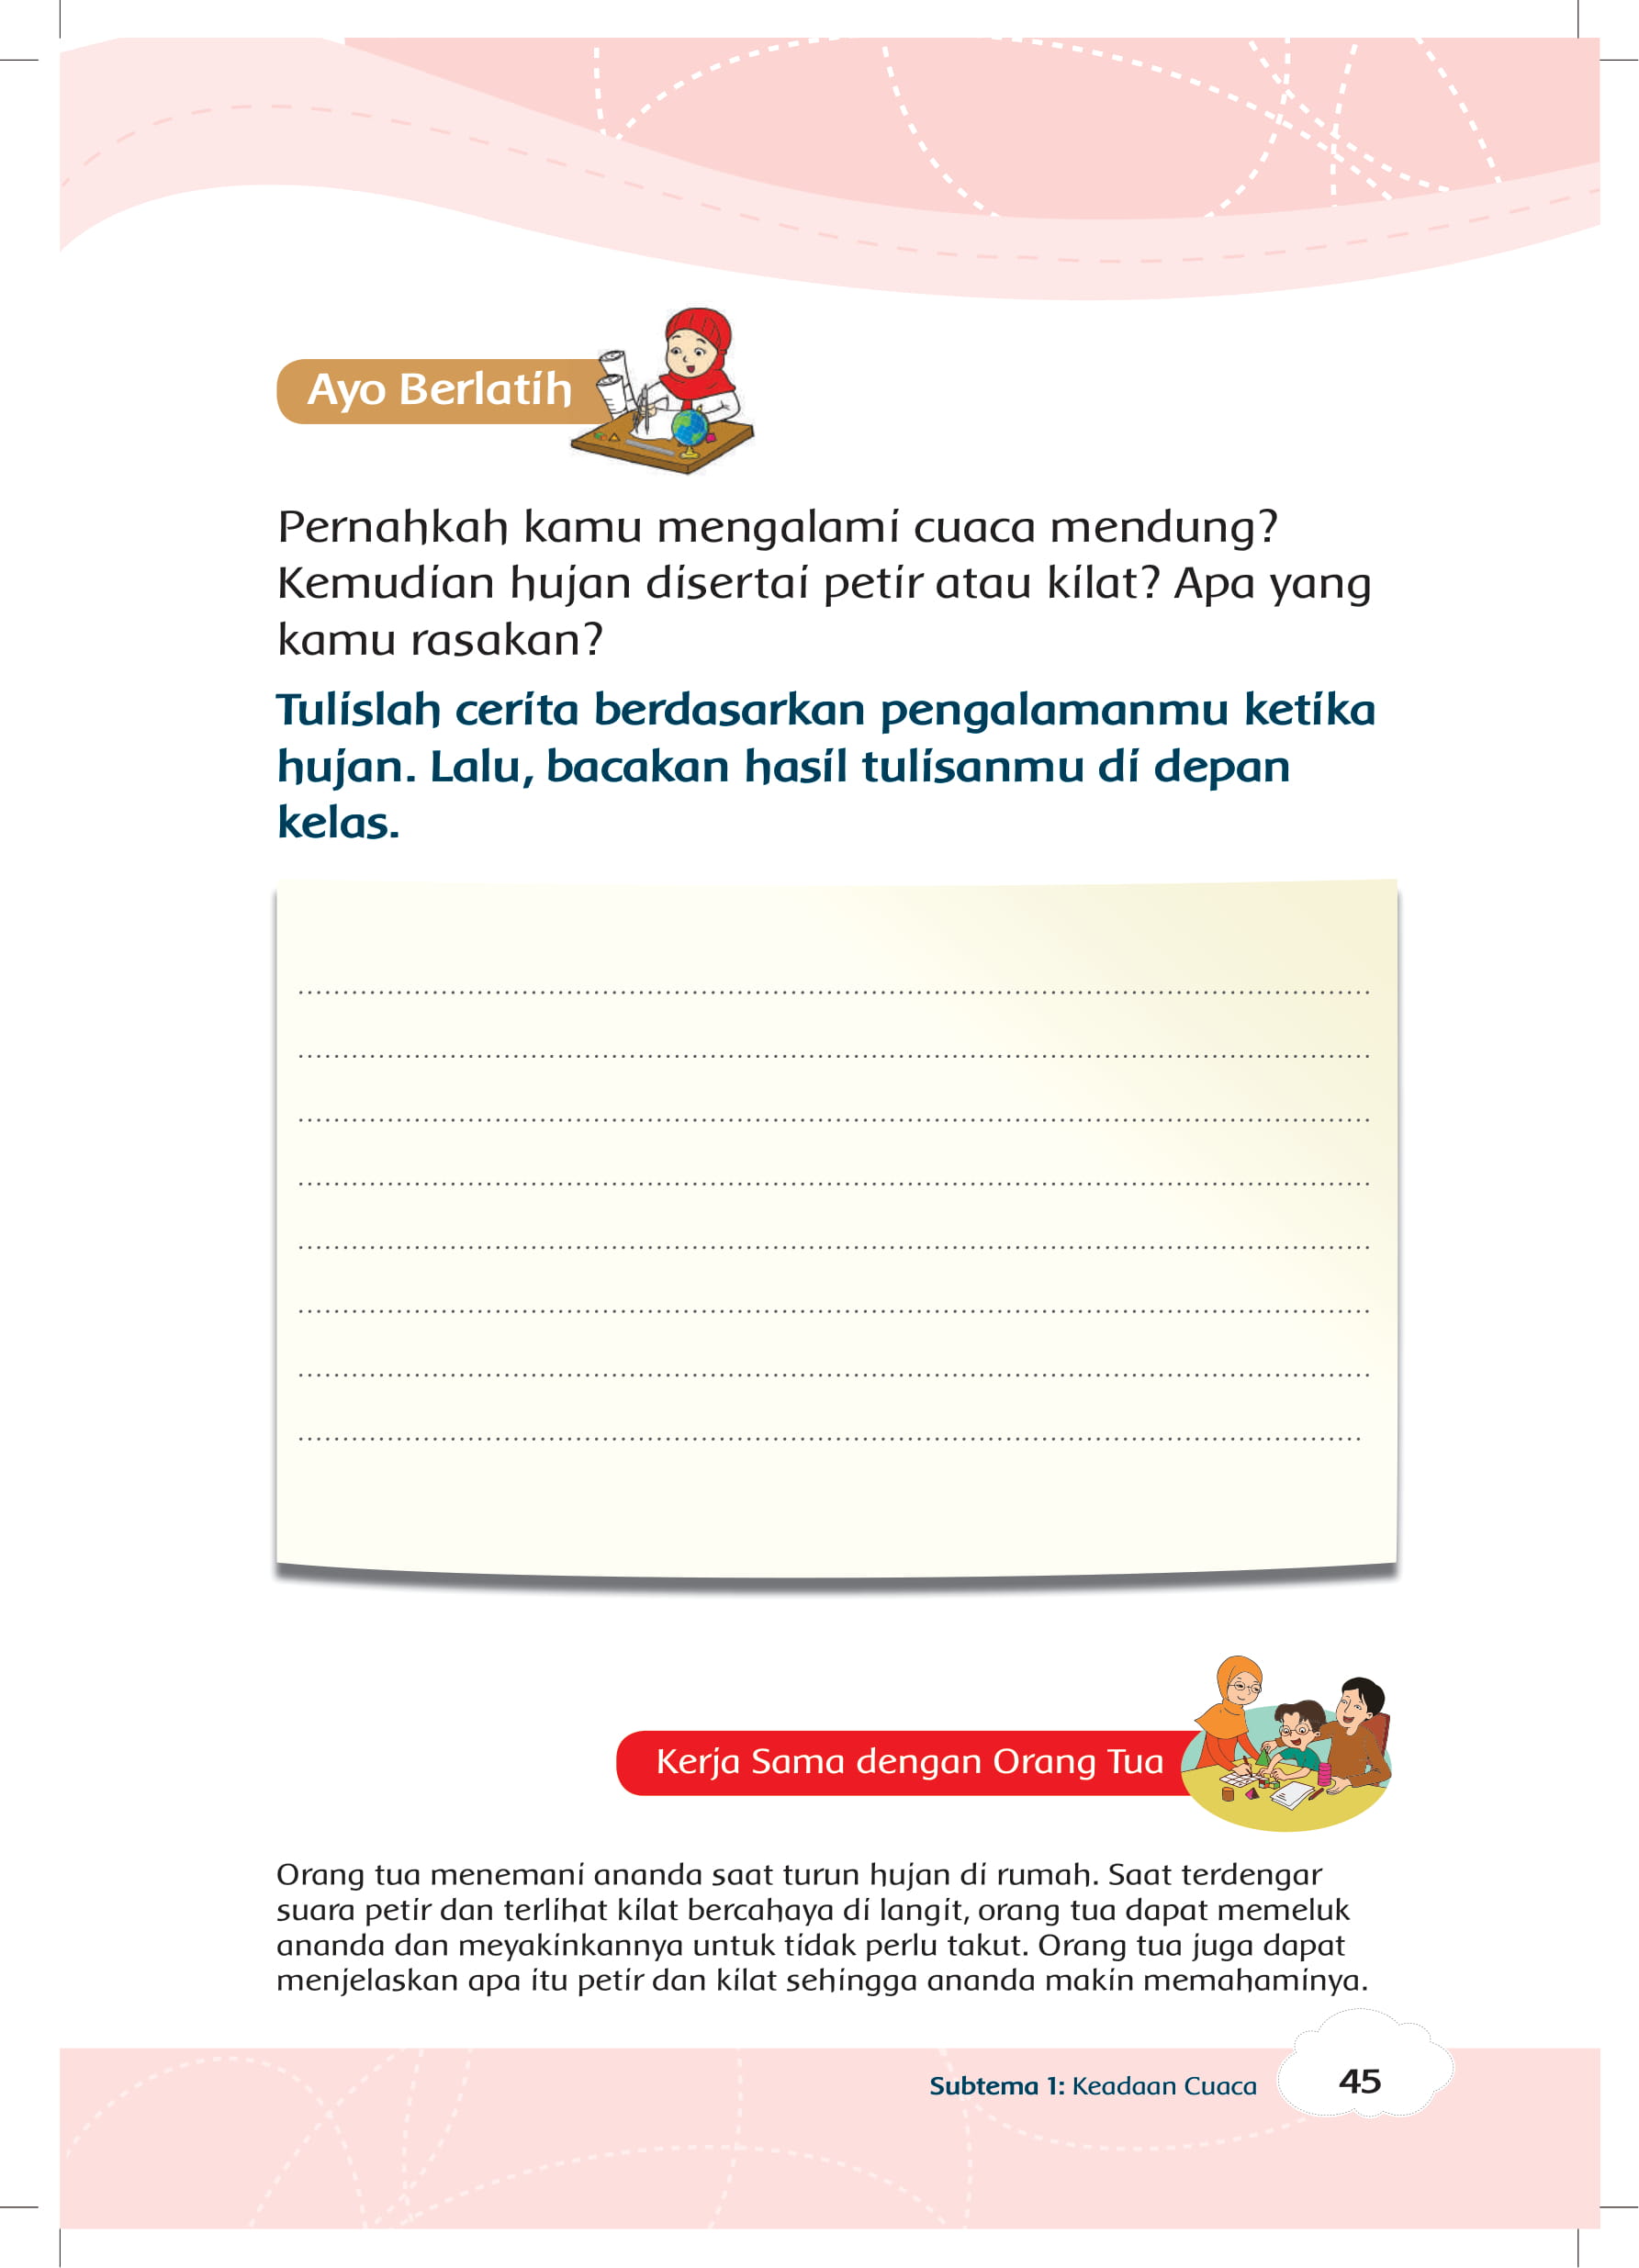 Ayo Berlatih
Pernahkah kamu mengalami cuaca mendung?
Kemudian hujan disertai petir atau kilat? Apa yang
kamu rasakan?
Tulislah cerita berdasarkan pengalamanmu ketika
hujan. Lalu, bacakan hasil tulisanmu di depan
kelas.
Kerja Sama dengan Orang Tua
Orang tua menemani ananda saat turun hujan di rumah. Saat terdengar
suara petir dan terlihat kilat bercahaya di langit, orang tua dapat memeluk
ananda dan meyakinkannya untuk tidak perlu takut. Orang tua juga dapat
menjelaskan apa itu petir dan kilat sehingga ananda makin memahaminya.
Subtema 1: Keadaan Cuaca
45